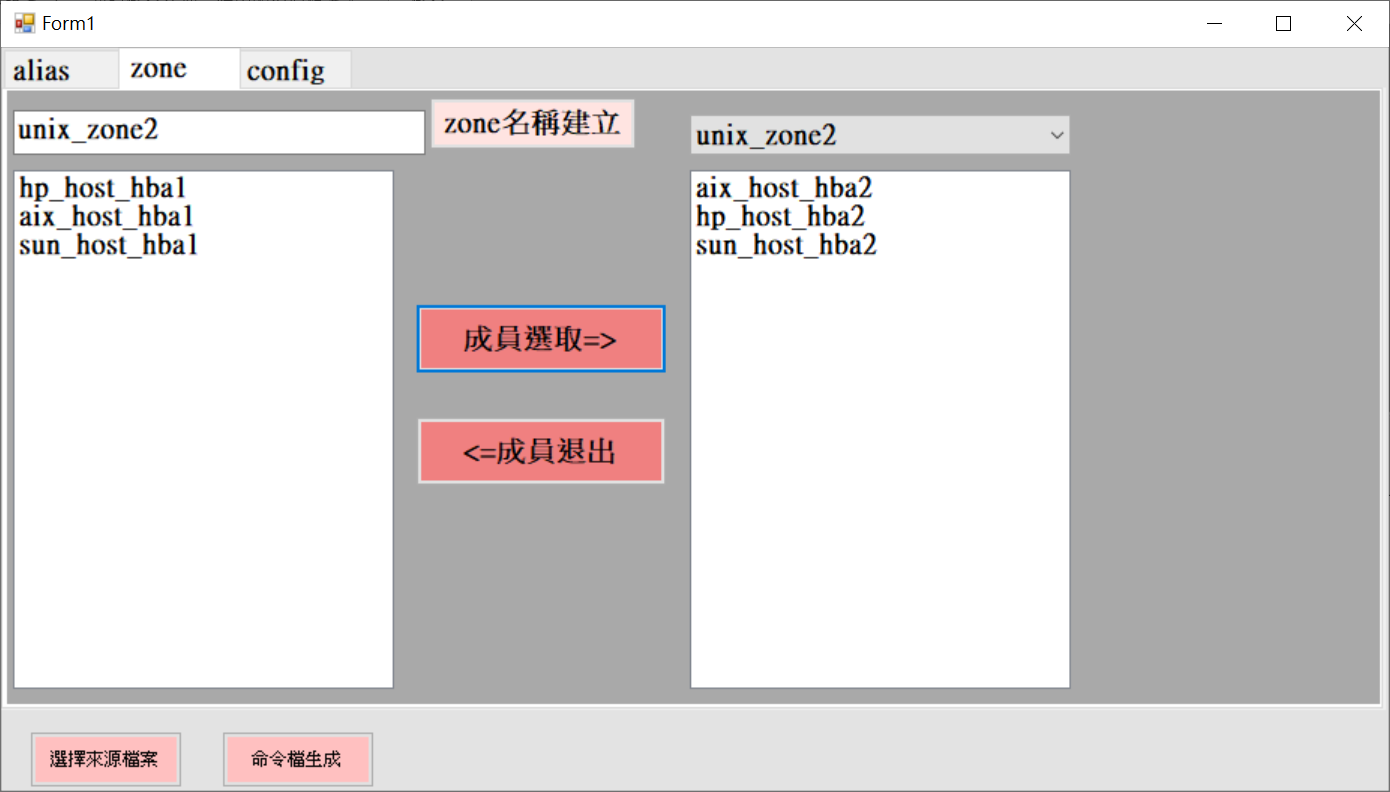 Form1
alias
zone
config
unix_zone2
zone名稱建立
unix_zone2
hp_host_hba1
aix_host_hba1
sun_host_hba1
成員選取=>
<=成員退出
aix_host_hba2
hp_host_hba2
sun_host_hba2
選擇來源檔案
命令檔生成